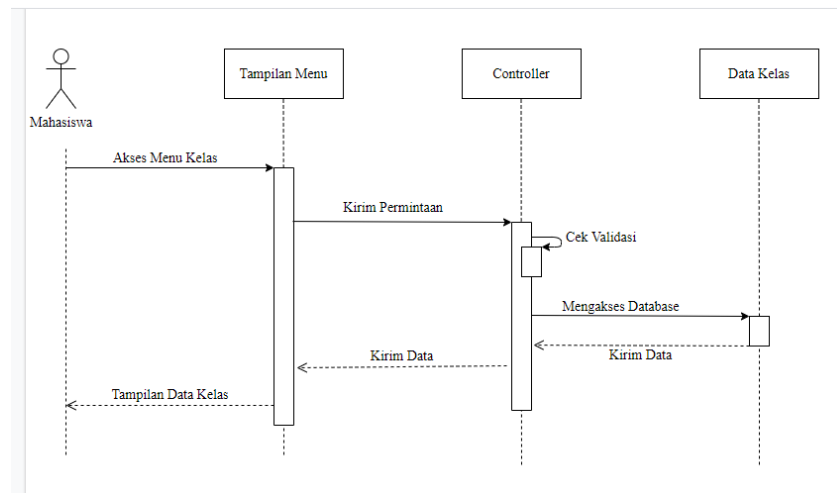 Tampilan Menu
Controller
Data Kelas
Mahasiswa
Akses Menu Kelas
Kirim Permintaan
Cek Validasi
Mengakses Database
Kirim Data
Kirim Data
Tampilan Data Kelas